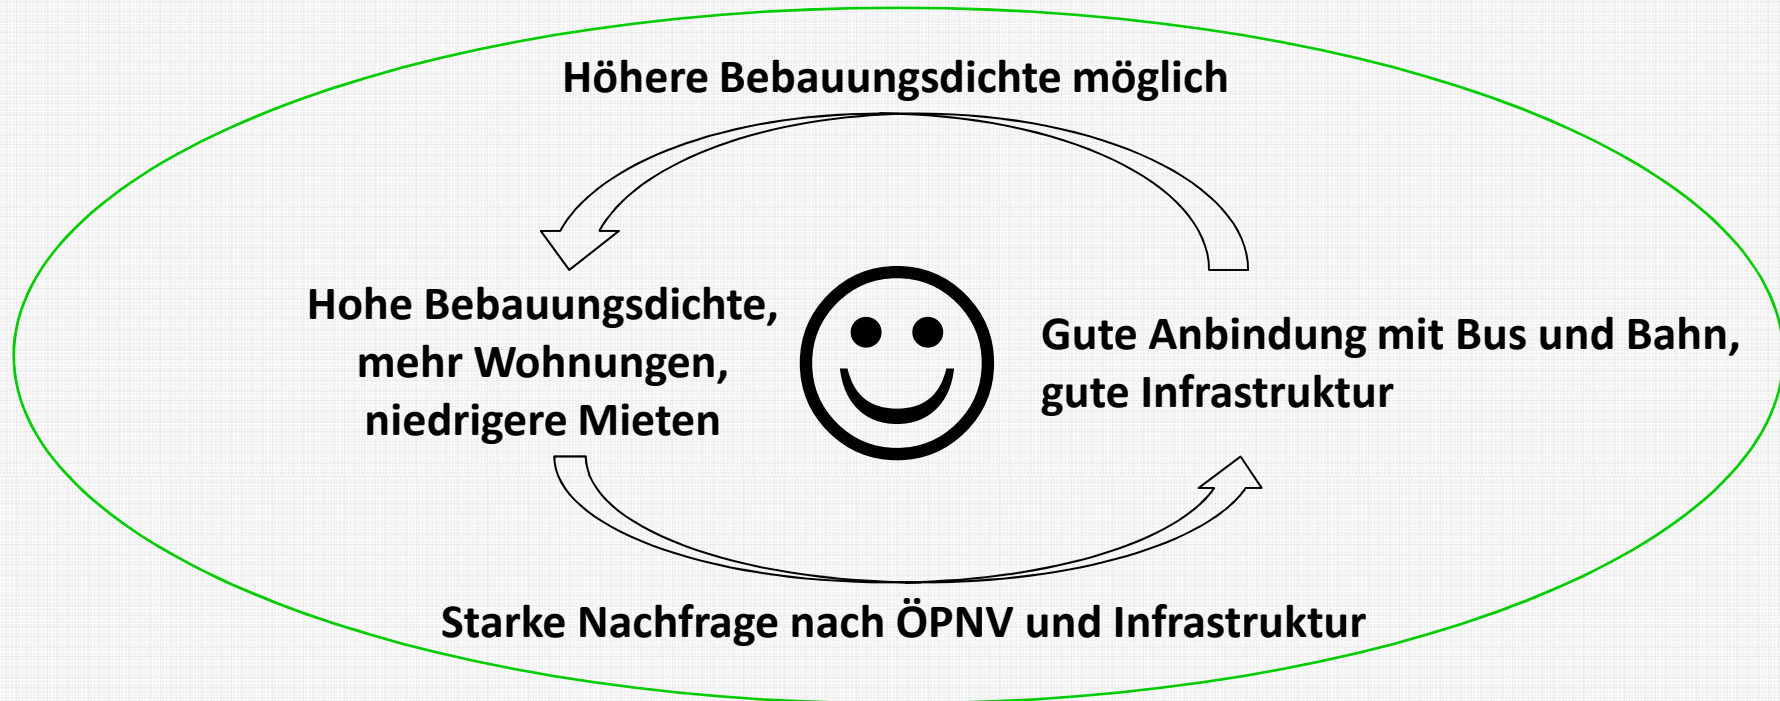 Höhere Bebauungsdichte möglich
Hohe Bebauungsdichte,
mehr Wohnungen,
niedrigere Mieten
Gute Anbindung mit Bus und Bahn,
gute Infrastruktur
Starke Nachfrage nach ÖPNV und Infrastruktur